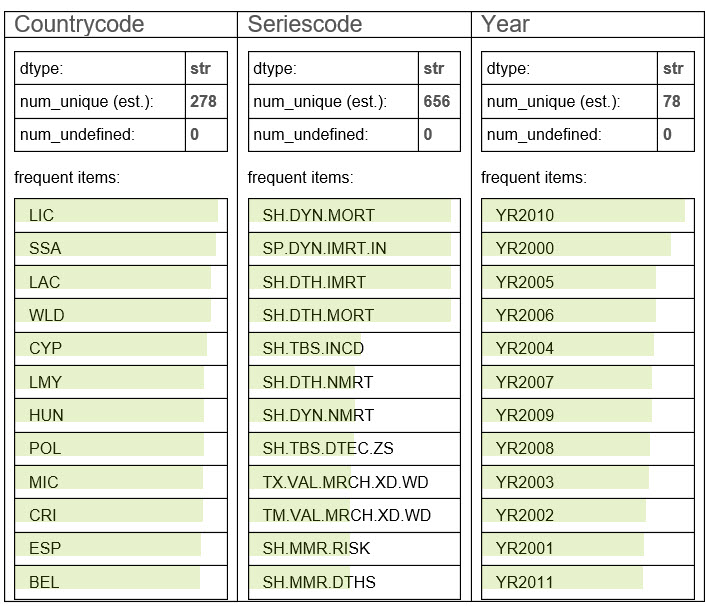 Countrycode
dtype: str
num_unique (est.): 278
num_undefined: 0
frequent items:
LIC
SSA
LAC
WLD
CYP
LMY
HUN
POL
MIC
CRI
ESP
BEL
Seriescode
dtype: str
num_unique (est.): 656
num_undefined: 0
frequent items:
SH.DYN.MORT
SP.DYN.IMRT.IN
SH.DTH.IMRT
SH.DTH.MORT
SH.TBS.INCD
SH.DTH.NMRT
SH.DYN.NMRT
SH.TBS.DTEC.ZS
TX.VAL.MRCH.XD.WD
TM.VAL.MRCH.XD.WD
SH.MMR.RISK
SH.MMR.DTHS
Year
dtype: str
num_unique (est.): 78
num_undefined: 0
frequent items:
YR2010
YR2000
YR2005
YR2006
YR2004
YR2007
YR2009
YR2008
YR2003
YR2002
YR2001
YR2011